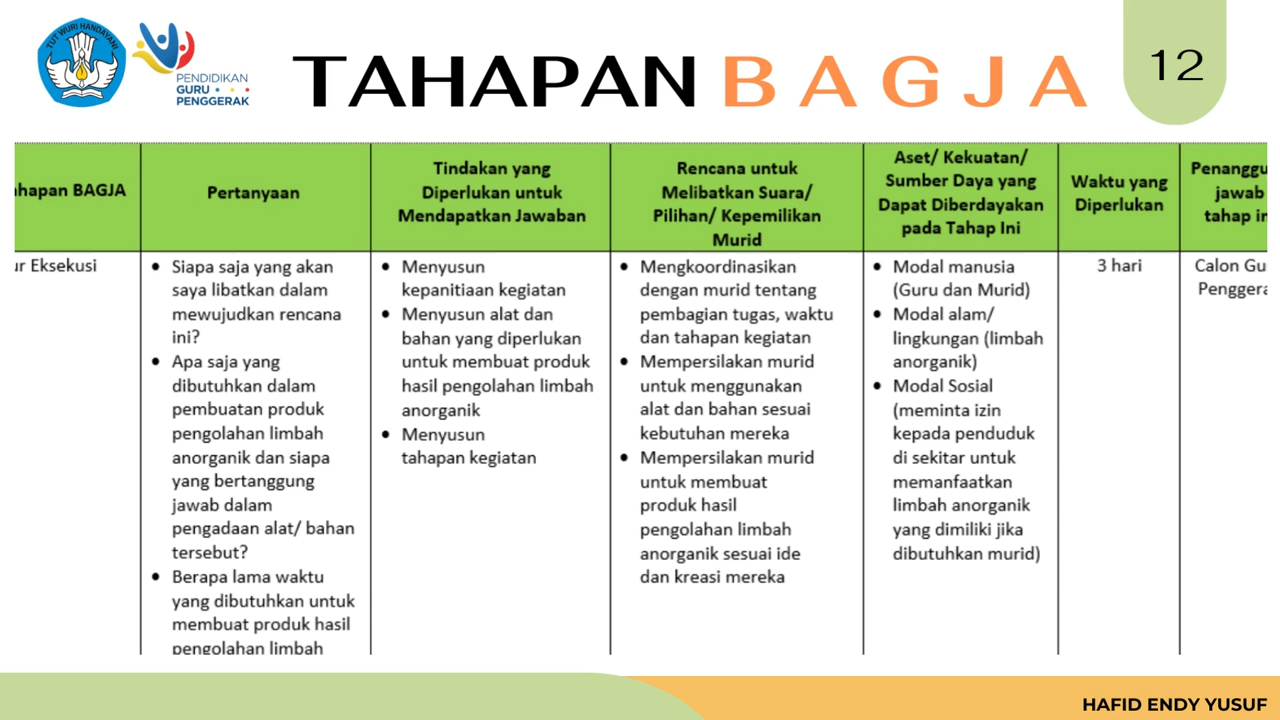 TUT WURI HANDAYANI
PENDIDIKAN
GURU
PENGGERAK
TAHAPAN BAGJA
12
BAGJA
Pertanyaan
Tindakan yang
Diperlukan untuk
Mendapatkan Jawaban
Rencana untuk
Melibatkan Suara/
Pilihan/ Kepemilikan
Murid
Aset/ Kekuatan/
Sumber Daya yang
Dapat Diberdayakan
pada Tahap Ini
Waktu yang
Diperlukan
jawab
tahap
Eksekusi
• Siapa saja yang akan
saya libatkan dalam
mewujudkan rencana
ini?
• Apa saja yang
dibutuhkan dalam
pembuatan produk
pengolahan limbah
anorganik dan siapa
yang bertanggung
jawab dalam
pengadaan alat/ bahan
tersebut?
• Berapa lama waktu
yang dibutuhkan untuk
membuat produk hasil
pengolahan limbah
• Menyusun
kepanitiaan kegiatan
• Menyusun alat dan
bahan yang diperlukan
untuk membuat produk
hasil pengolahan limbah
anorganik
• Menyusun
tahapan kegiatan
• Mengkoordinasikan
dengan murid tentang
pembagian tugas, waktu
dan tahapan kegiatan
• Mempersilakan murid
untuk menggunakan
alat dan bahan sesuai
kebutuhan mereka
• Mempersilakan murid
untuk membuat
produk hasil
pengolahan limbah
anorganik sesuai ide
dan kreasi mereka
• Modal manusia
(Guru dan Murid)
• Modal alam/
lingkungan (limbah
anorganik)
• Modal Sosial
(meminta izin
kepada penduduk
di sekitar untuk
memanfaatkan
limbah anorganik
yang dimiliki jika
dibutuhkan murid)
3 hari
Calon
HAFID ENDY YUSUF